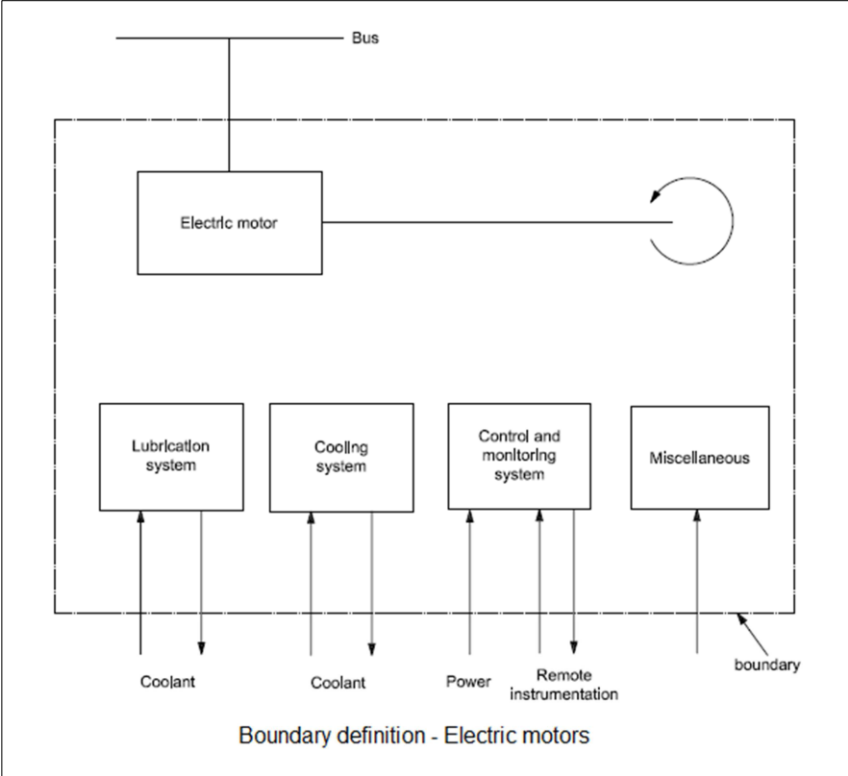 Bus
Electric motor
Lubrication
system
Cooling
system
Control and
monitoring
system
Miscellaneous
Coolant
Coolant
Power
Remote
instrumentation
boundary
Boundary definition - Electric motors